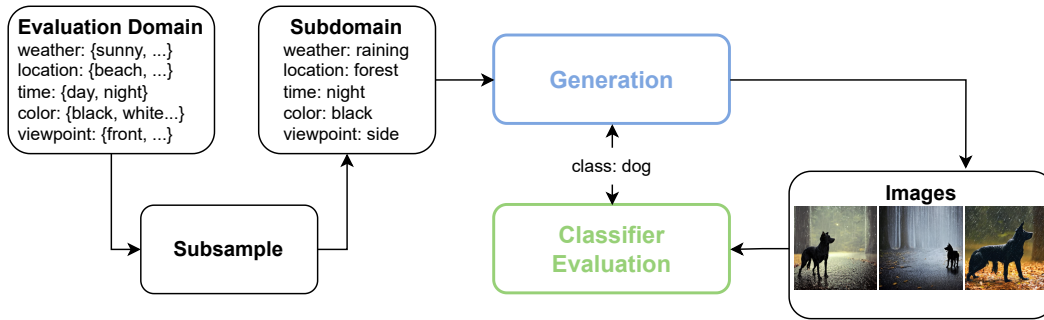 Evaluation Domain
weather: {sunny, ...}
location: {beach, ...}
time: {day, night}
color: {black, white...}
viewpoint: {front, ...}
Subdomain
weather: raining
location: forest
time: night
color: black
viewpoint: side
Generation
class: dog
Images
Subsample
Classifier
Evaluation